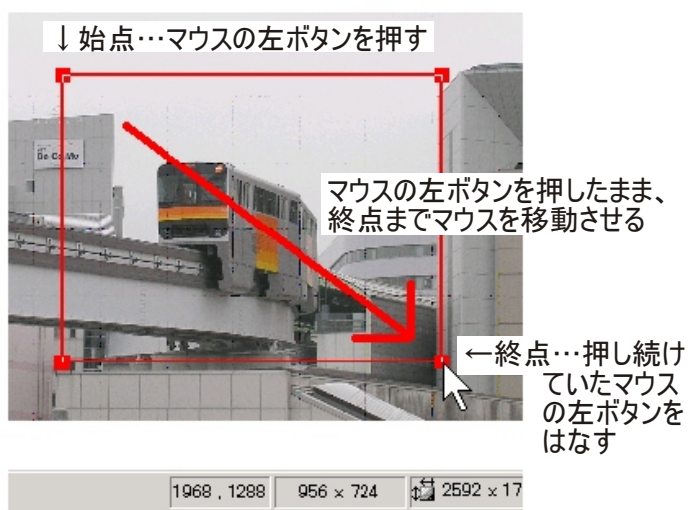 ↓始点…マウスの左ボタンを押す
DoCoMo
マウスの左ボタンを押したまま、
終点までマウスを移動させる
←終点…押し続け
ていたマウス
の左ボタンを
はなす
1968 , 1288
956 × 724
2592 × 17